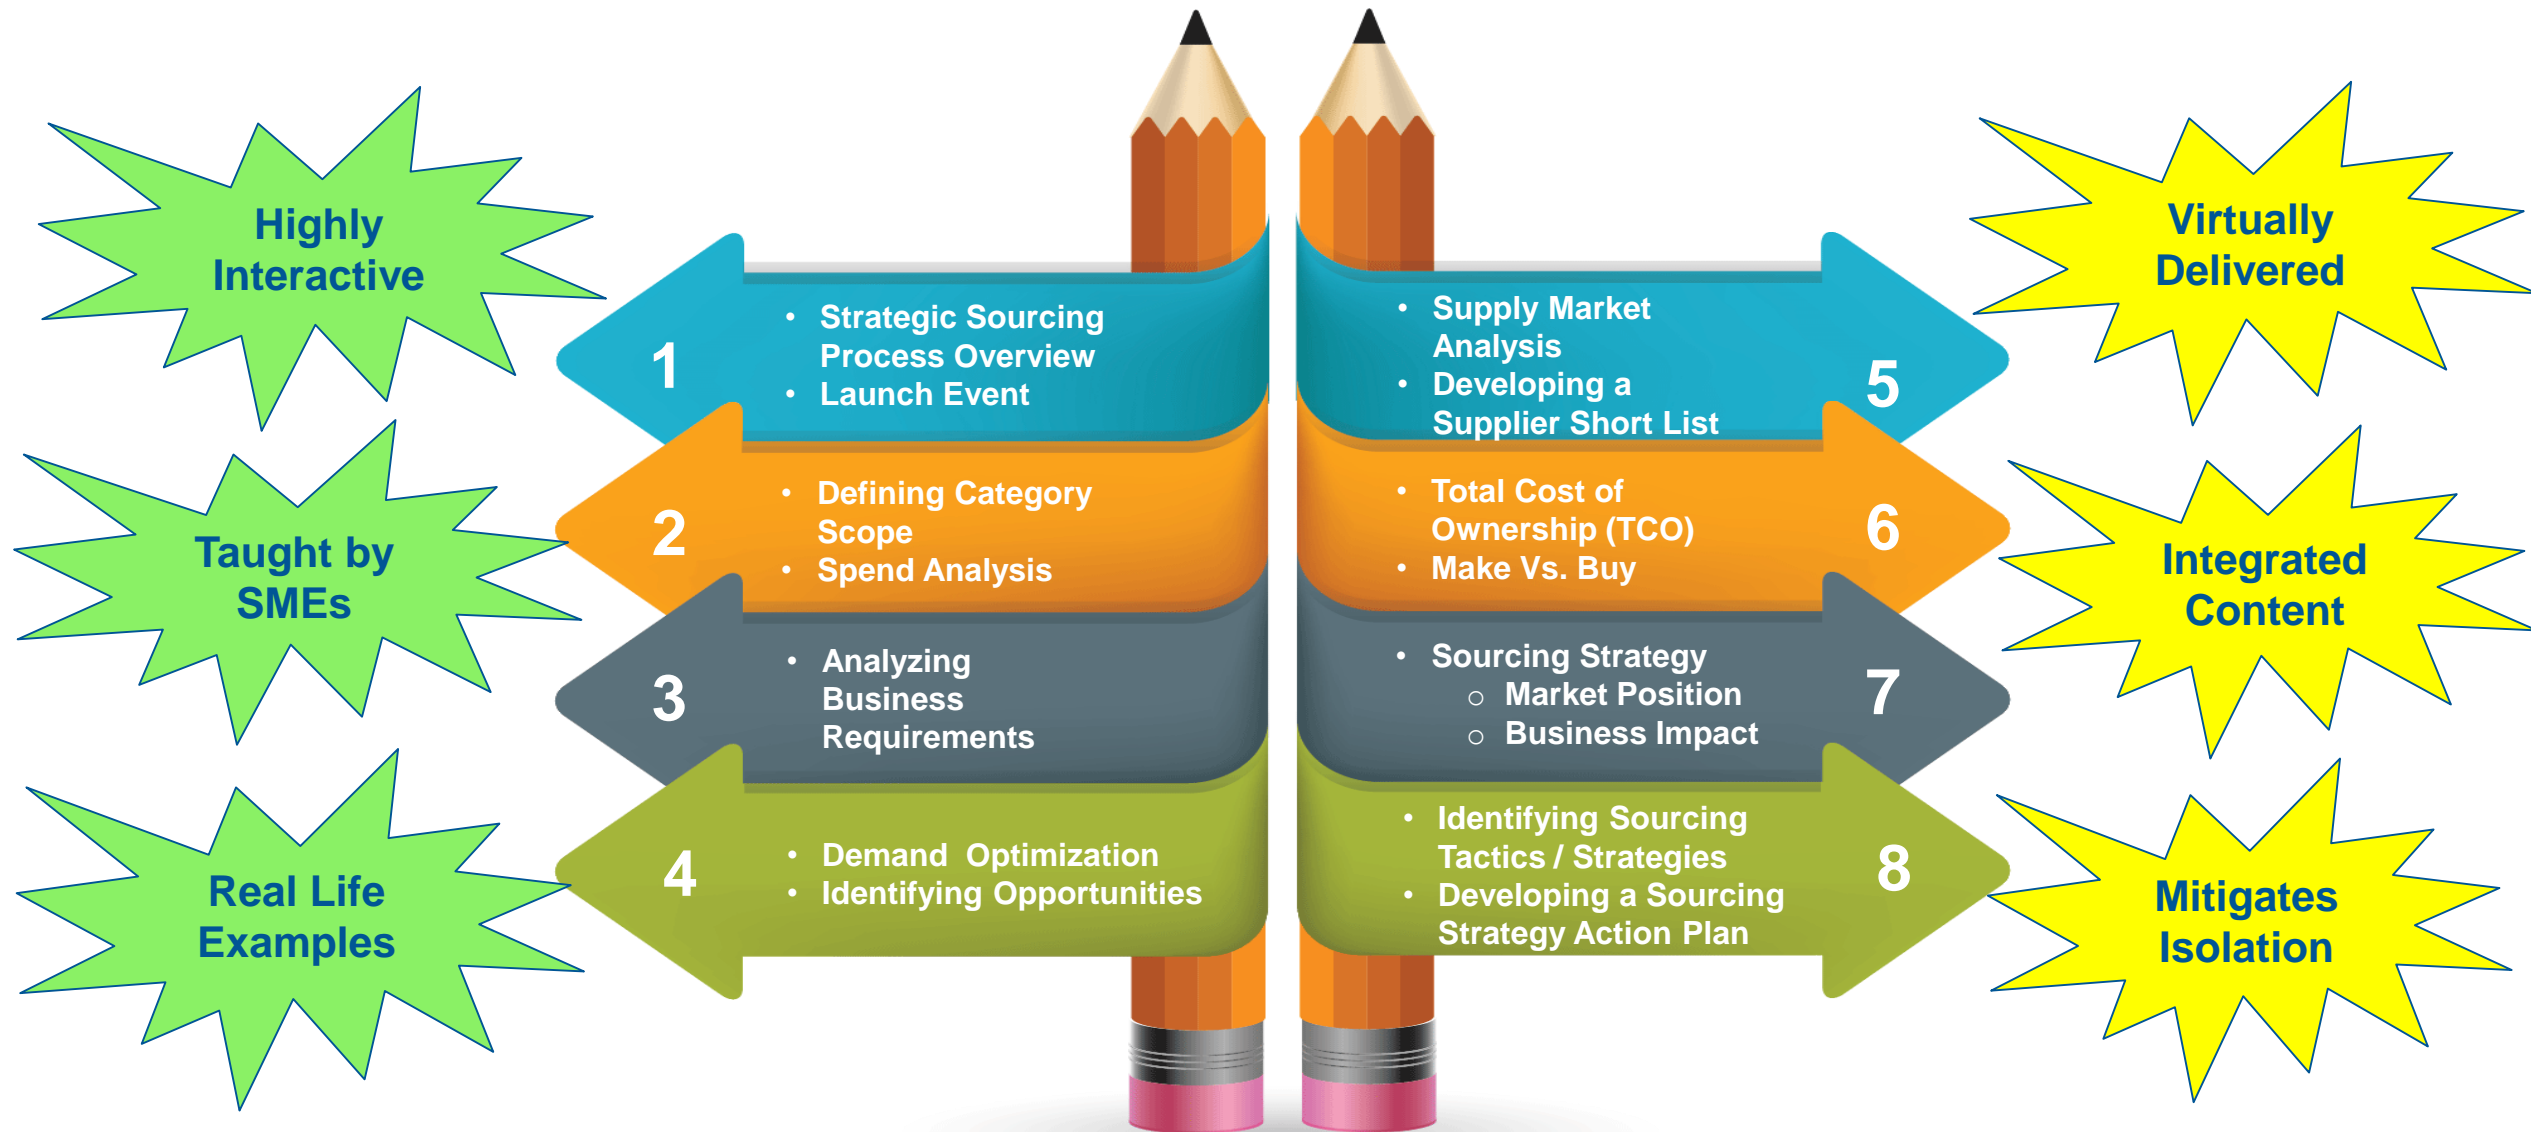 Highly
Interactive
Taught by
SMEs
Real Life
Examples
1
• Strategic Sourcing
Process Overview
• Launch Event
2
• Defining Category
Scope
• Spend Analysis
3
• Analyzing
Business
Requirements
4
• Demand  Optimization
• Identifying Opportunities
• Supply Market
Analysis
• Developing a
Supplier Short List
5
• Total Cost of
Ownership (TCO)
• Make Vs. Buy
6
• Sourcing Strategy
○ Market Position
○ Business Impact
7
• Identifying Sourcing
Tactics / Strategies
• Developing a Sourcing
Strategy Action Plan
8
Virtually
Delivered
Integrated
Content
Mitigates
Isolation